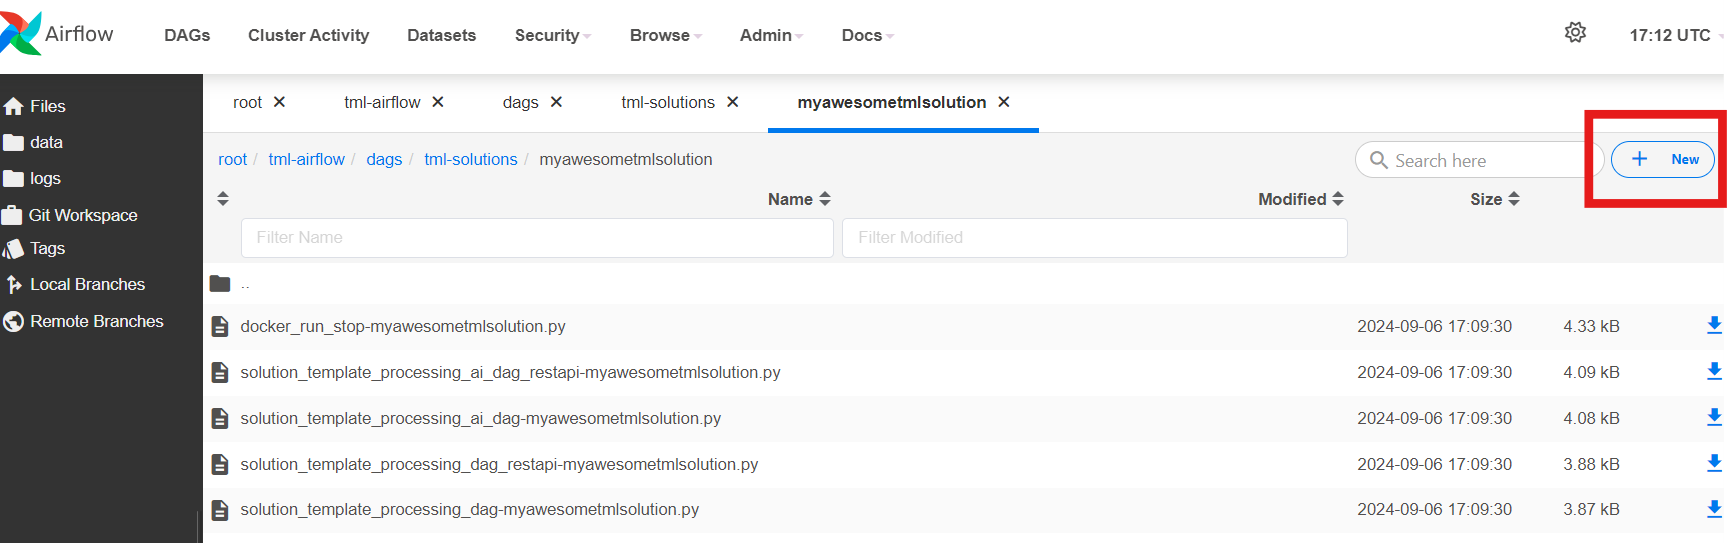 Airflow DAGs Cluster Activity Datasets Security Browse Admin Docs 17:12 UTC
Files
data
logs
Git Workspace
Tags
Local Branches
Remote Branches
root ✕ tml-airflow ✕ dags ✕ tml-solutions ✕ myawesometmlsolution ✕
root / tml-airflow / dags / tml-solutions / myawesometmlsolution
Search here + New
Name Modified Size
Filter Name Filter Modified
..
docker_run_stop-myawesometmlsolution.py 2024-09-06 17:09:30 4.33 kB
solution_template_processing_ai_dag_restapi-myawesometmlsolution.py 2024-09-06 17:09:30 4.09 kB
solution_template_processing_ai_dag-myawesometmlsolution.py 2024-09-06 17:09:30 4.08 kB
solution_template_processing_dag_restapi-myawesometmlsolution.py 2024-09-06 17:09:30 3.88 kB
solution_template_processing_dag-myawesometmlsolution.py 2024-09-06 17:09:30 3.87 kB